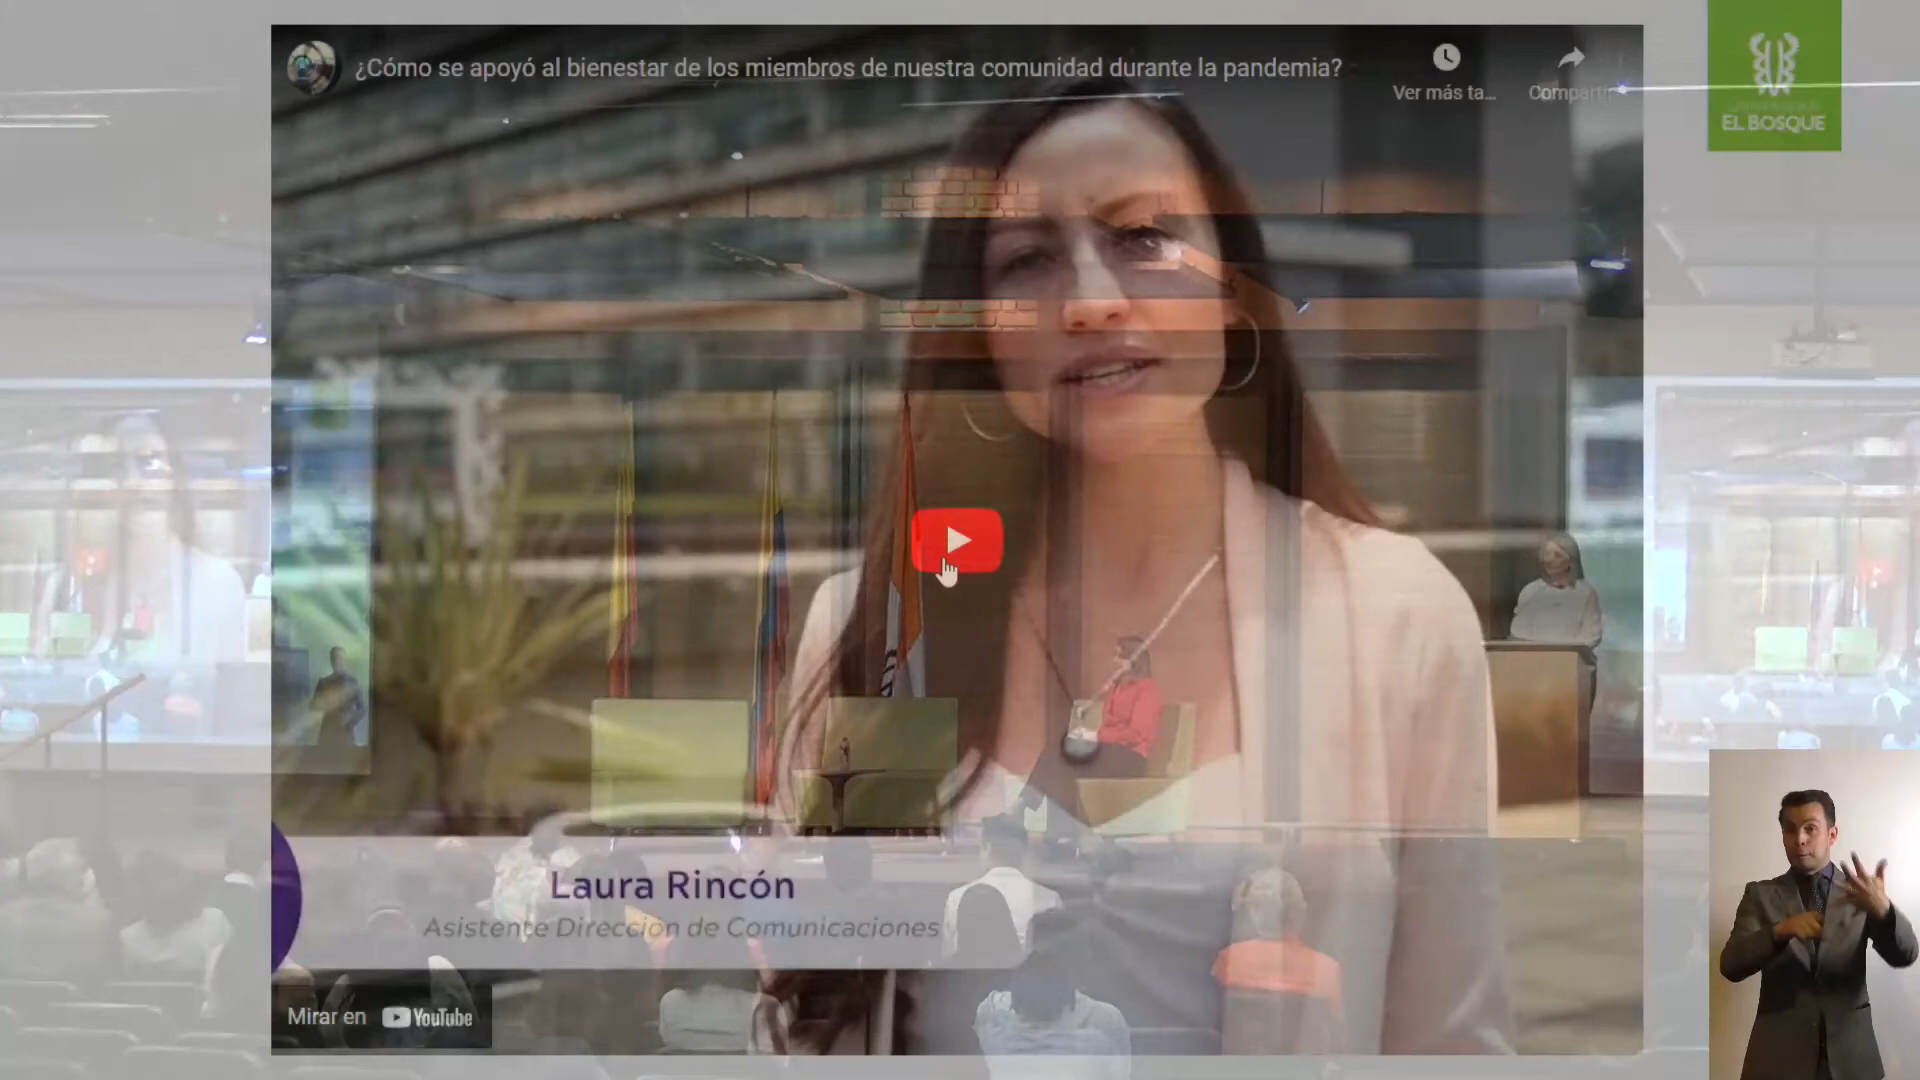 ¿Cómo se apoyó al bienestar de los miembros de nuestra comunidad durante la pandemia?
Ver más ta...
Compartir
EL BOSQUE
Laura Rincón
Asistente Dirección de Comunicaciones
Mirar en YouTube